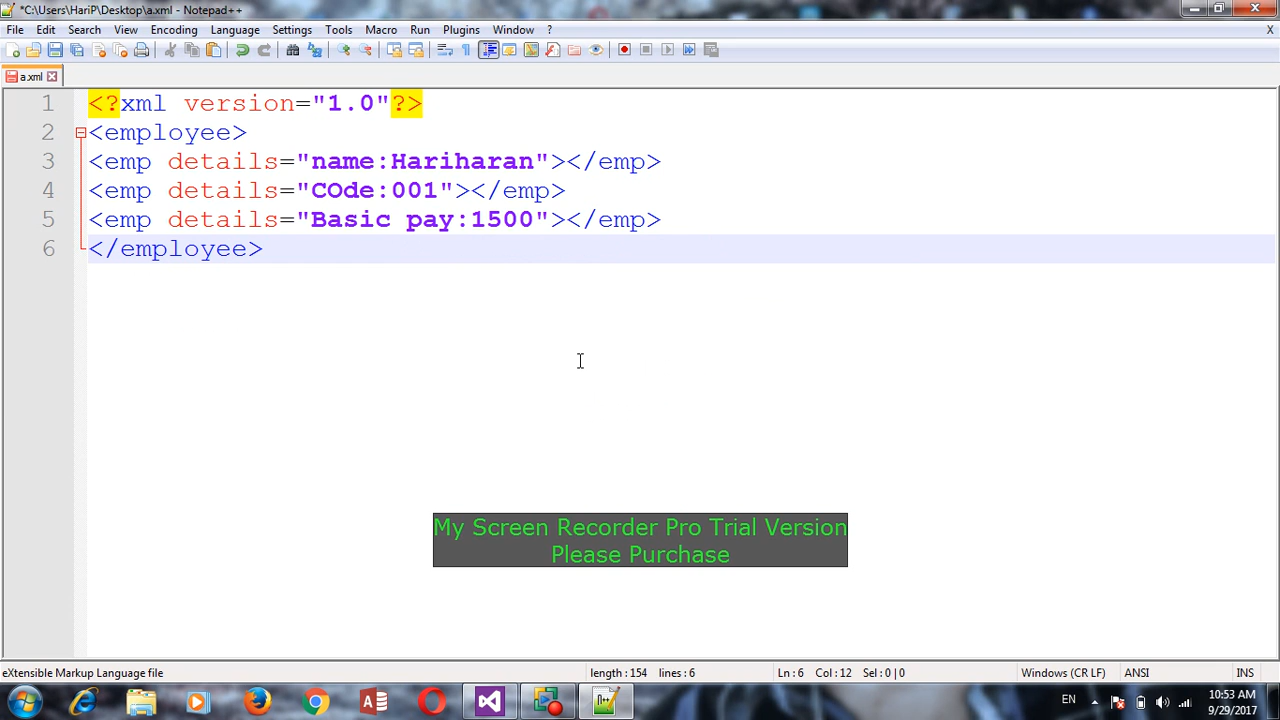 *C:\Users\HariP\Desktop\a.xml - Notepad++
File Edit Search View Encoding Language Settings Tools Macro Run Plugins Window ? X
a.xml
1 <?xml version="1.0"?>
2 <employee>
3 <emp details="name:Hariharan"></emp>
4 <emp details="COde:001"></emp>
5 <emp details="Basic pay:1500"></emp>
6 </employee>
My Screen Recorder Pro Trial Version
Please Purchase
eXtensible Markup Language file length : 154 lines : 6 Ln : 6 Col : 12 Sel : 0 | 0 Windows (CR LF) ANSI INS
EN 10:53 AM
9/29/2017